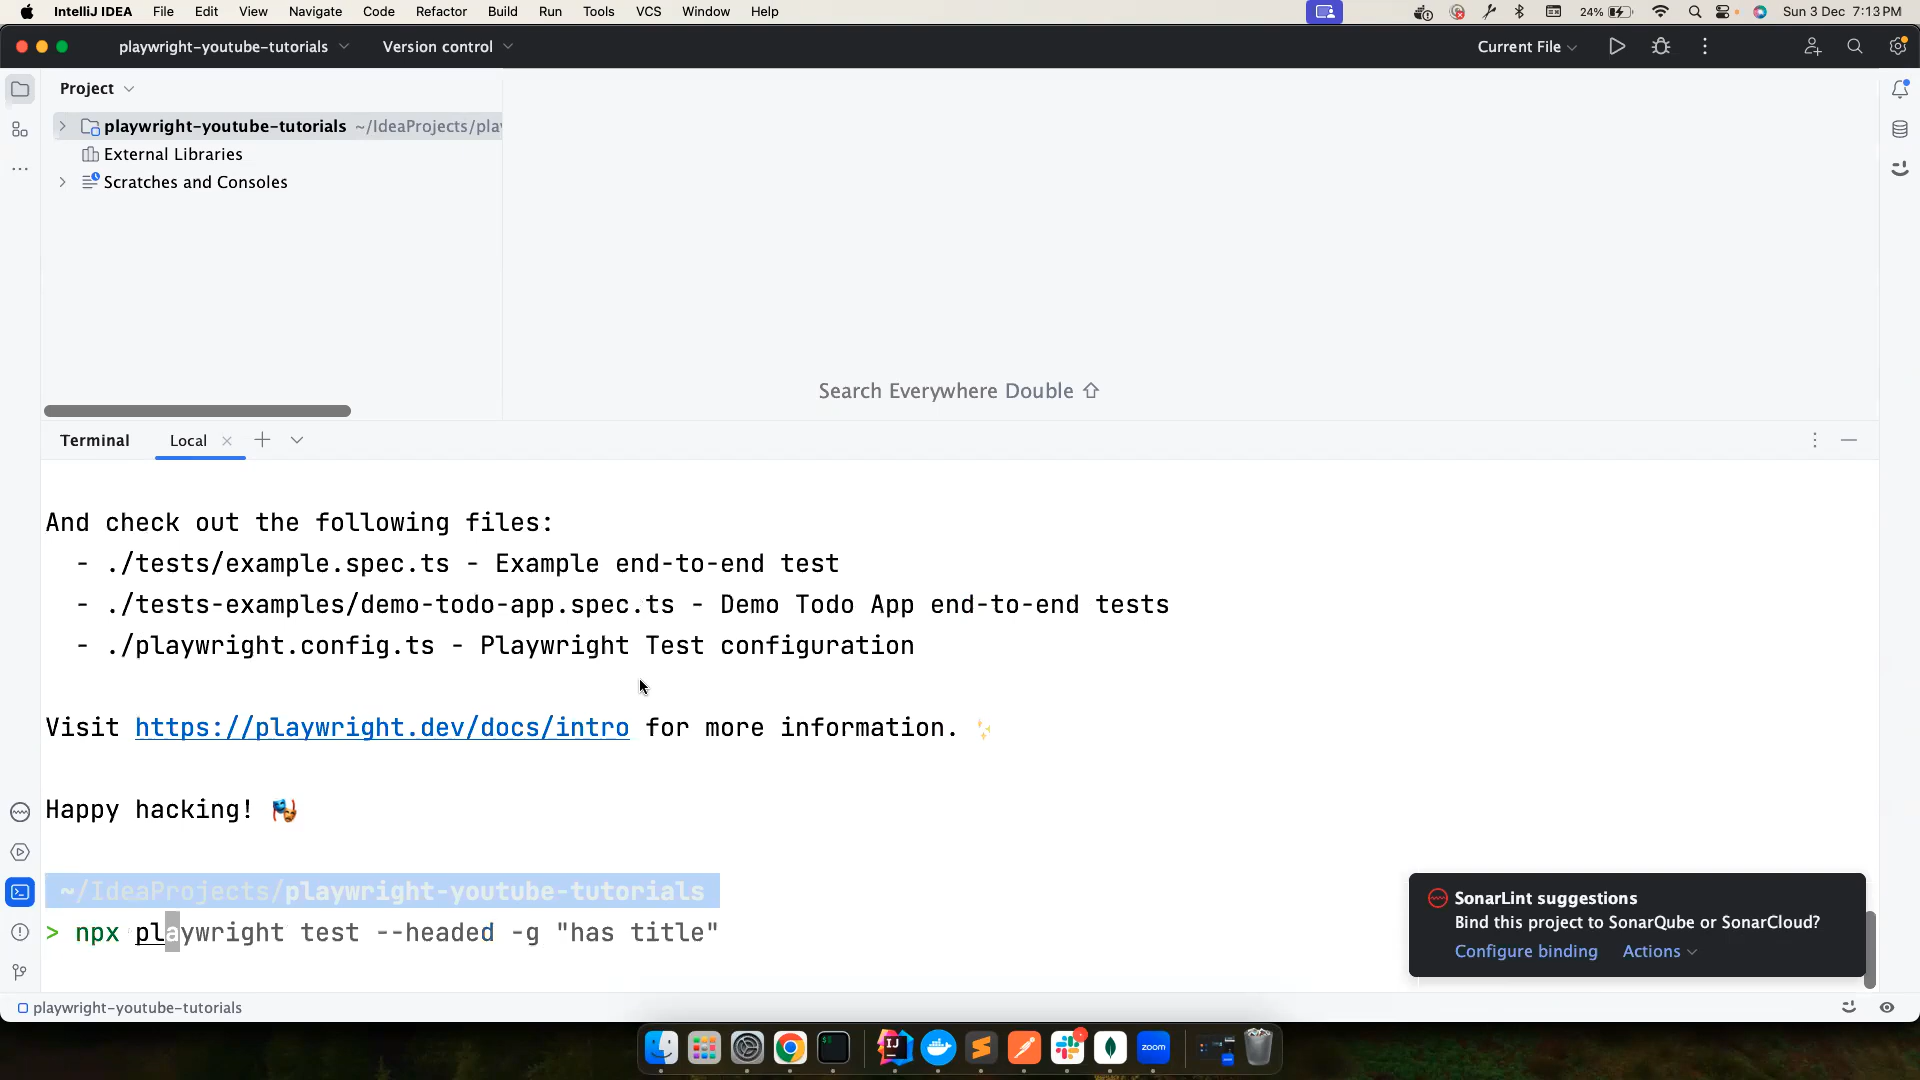 IntelliJ IDEA File Edit View Navigate Code Refactor Build Run Tools VCS Window Help 24% Sun 3 Dec 7:13 PM
playwright-youtube-tutorials Version control Current File
Project
playwright-youtube-tutorials ~/IdeaProjects/pla
External Libraries
Scratches and Consoles
Search Everywhere Double ⇧
Terminal Local
And check out the following files:
- ./tests/example.spec.ts - Example end-to-end test
- ./tests-examples/demo-todo-app.spec.ts - Demo Todo App end-to-end tests
- ./playwright.config.ts - Playwright Test configuration
Visit https://playwright.dev/docs/intro for more information. ✨
Happy hacking! 🎭
~/IdeaProjects/playwright-youtube-tutorials
> npx playwright test --headed -g "has title"
SonarLint suggestions
Bind this project to SonarQube or SonarCloud?
Configure binding Actions
playwright-youtube-tutorials
zoom